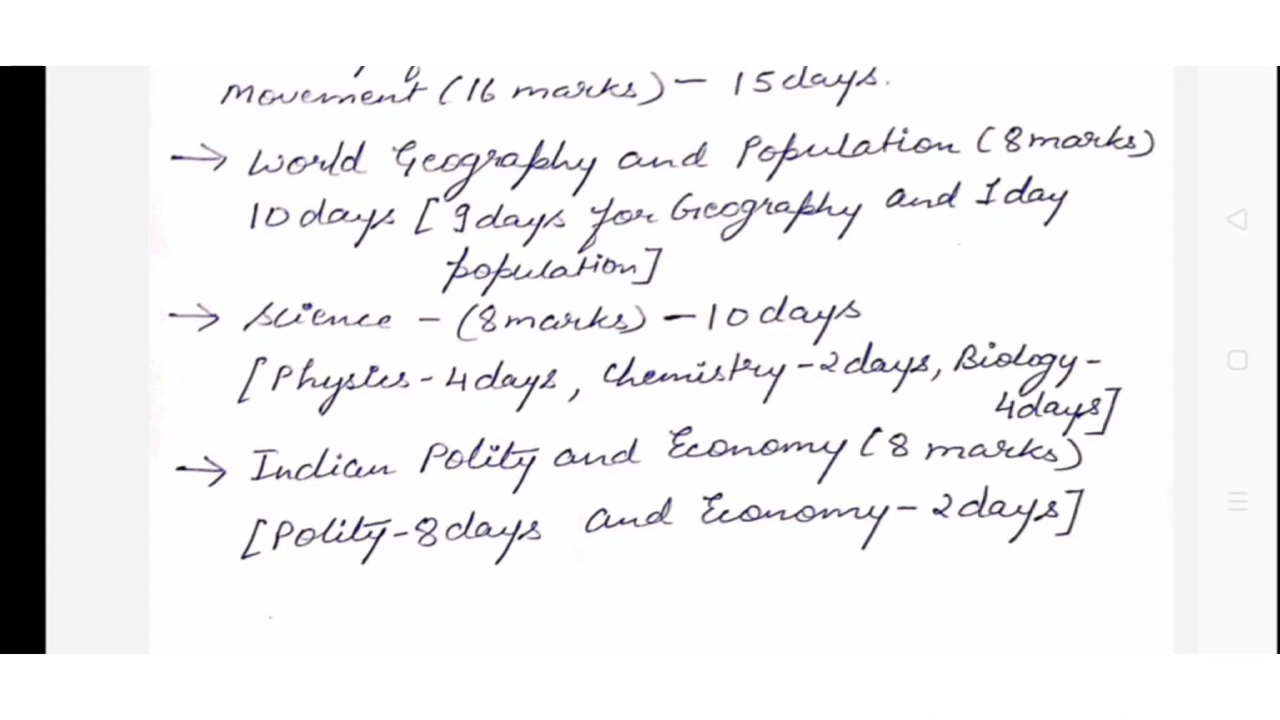 Movement (16 marks) - 15 days.
→ World Geography and Population (8 marks)
10 days [9 days for Geography and 1 day
population]
→ Science - (8 marks) - 10 days
[Physics - 4 days, Chemistry - 2 days, Biology -
4 days]
→ Indian Polity and Economy (8 marks)
[Polity - 8 days and Economy - 2 days]